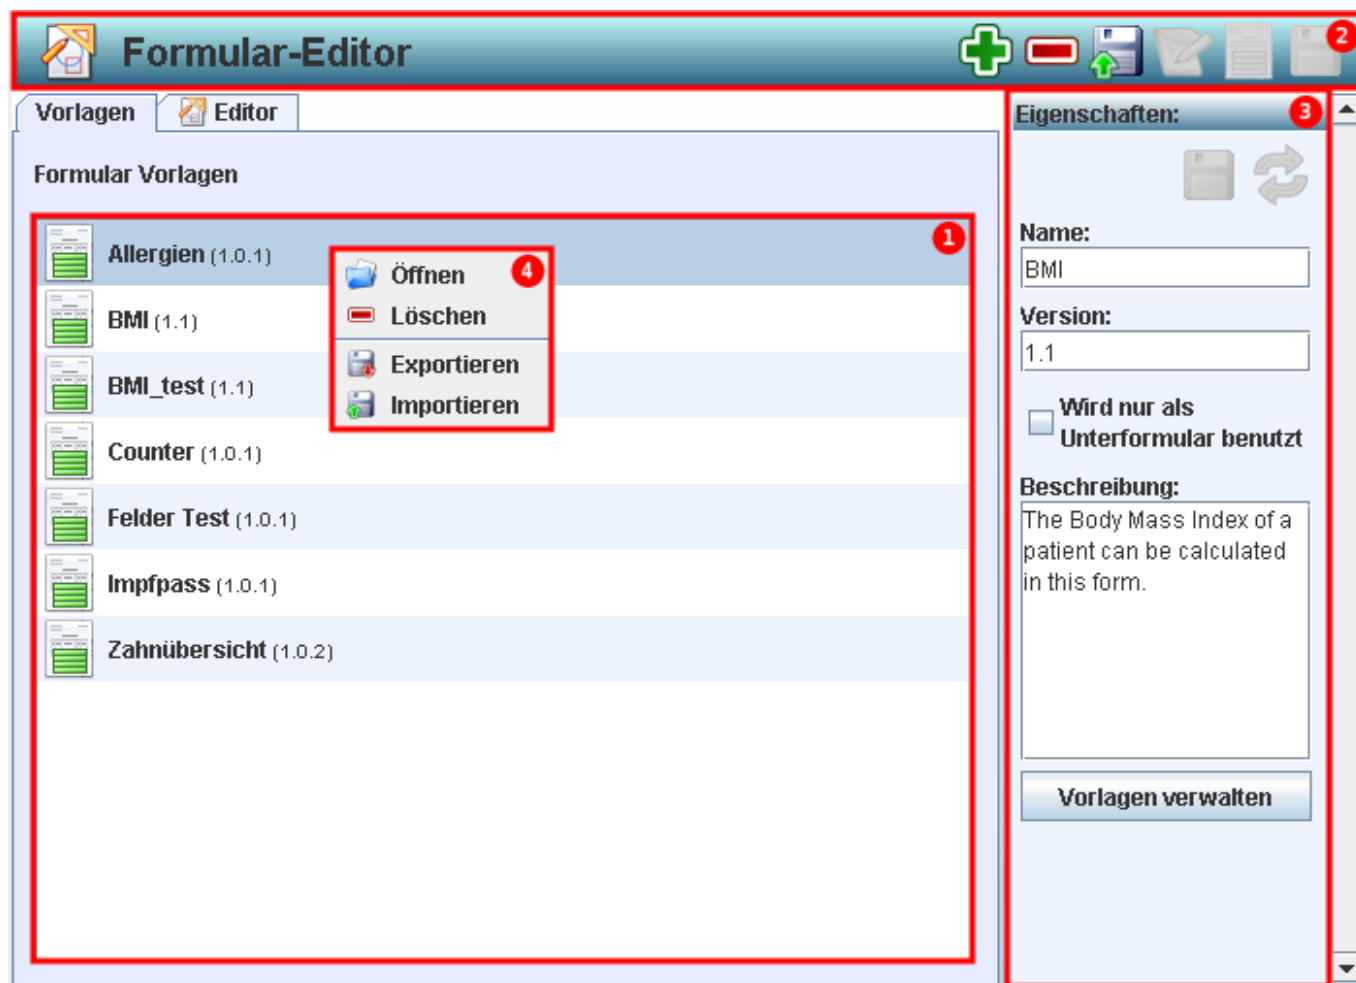 Formular-Editor
2
Vorlagen
Editor
Formular Vorlagen
1
Allergien (1.0.1)
BMI (1.1)
BMI_test (1.1)
Counter (1.0.1)
Felder Test (1.0.1)
Impfpass (1.0.1)
Zahnübersicht (1.0.2)
4
Öffnen
Löschen
Exportieren
Importieren
Eigenschaften:
3
Name:
BMI
Version:
1.1
Wird nur als
Unterformular benutzt
Beschreibung:
The Body Mass Index of a
patient can be calculated
in this form.
Vorlagen verwalten